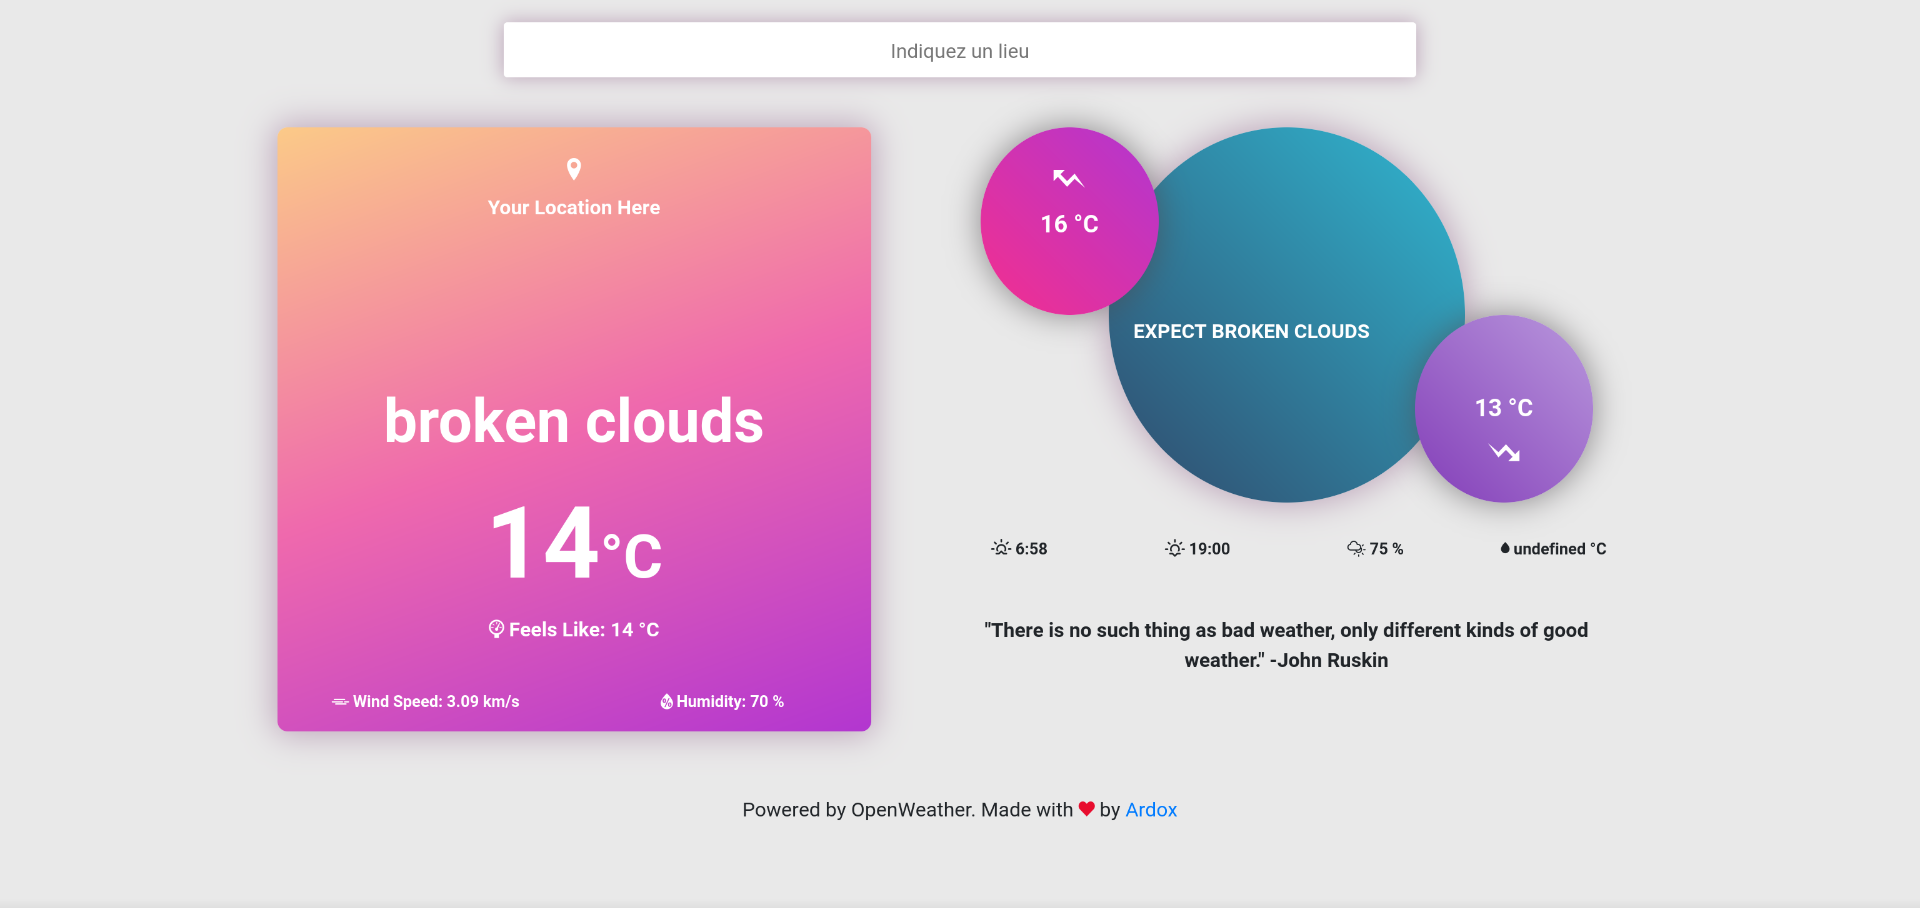 Indiquez un lieu
Your Location Here
broken clouds
14°C
Feels Like: 14 °C
Wind Speed: 3.09 km/s
Humidity: 70 %
16 °C
EXPECT BROKEN CLOUDS
13 °C
6:58
19:00
75 %
undefined °C
"There is no such thing as bad weather, only different kinds of good
weather." -John Ruskin
Powered by OpenWeather. Made with ❤ by Ardox